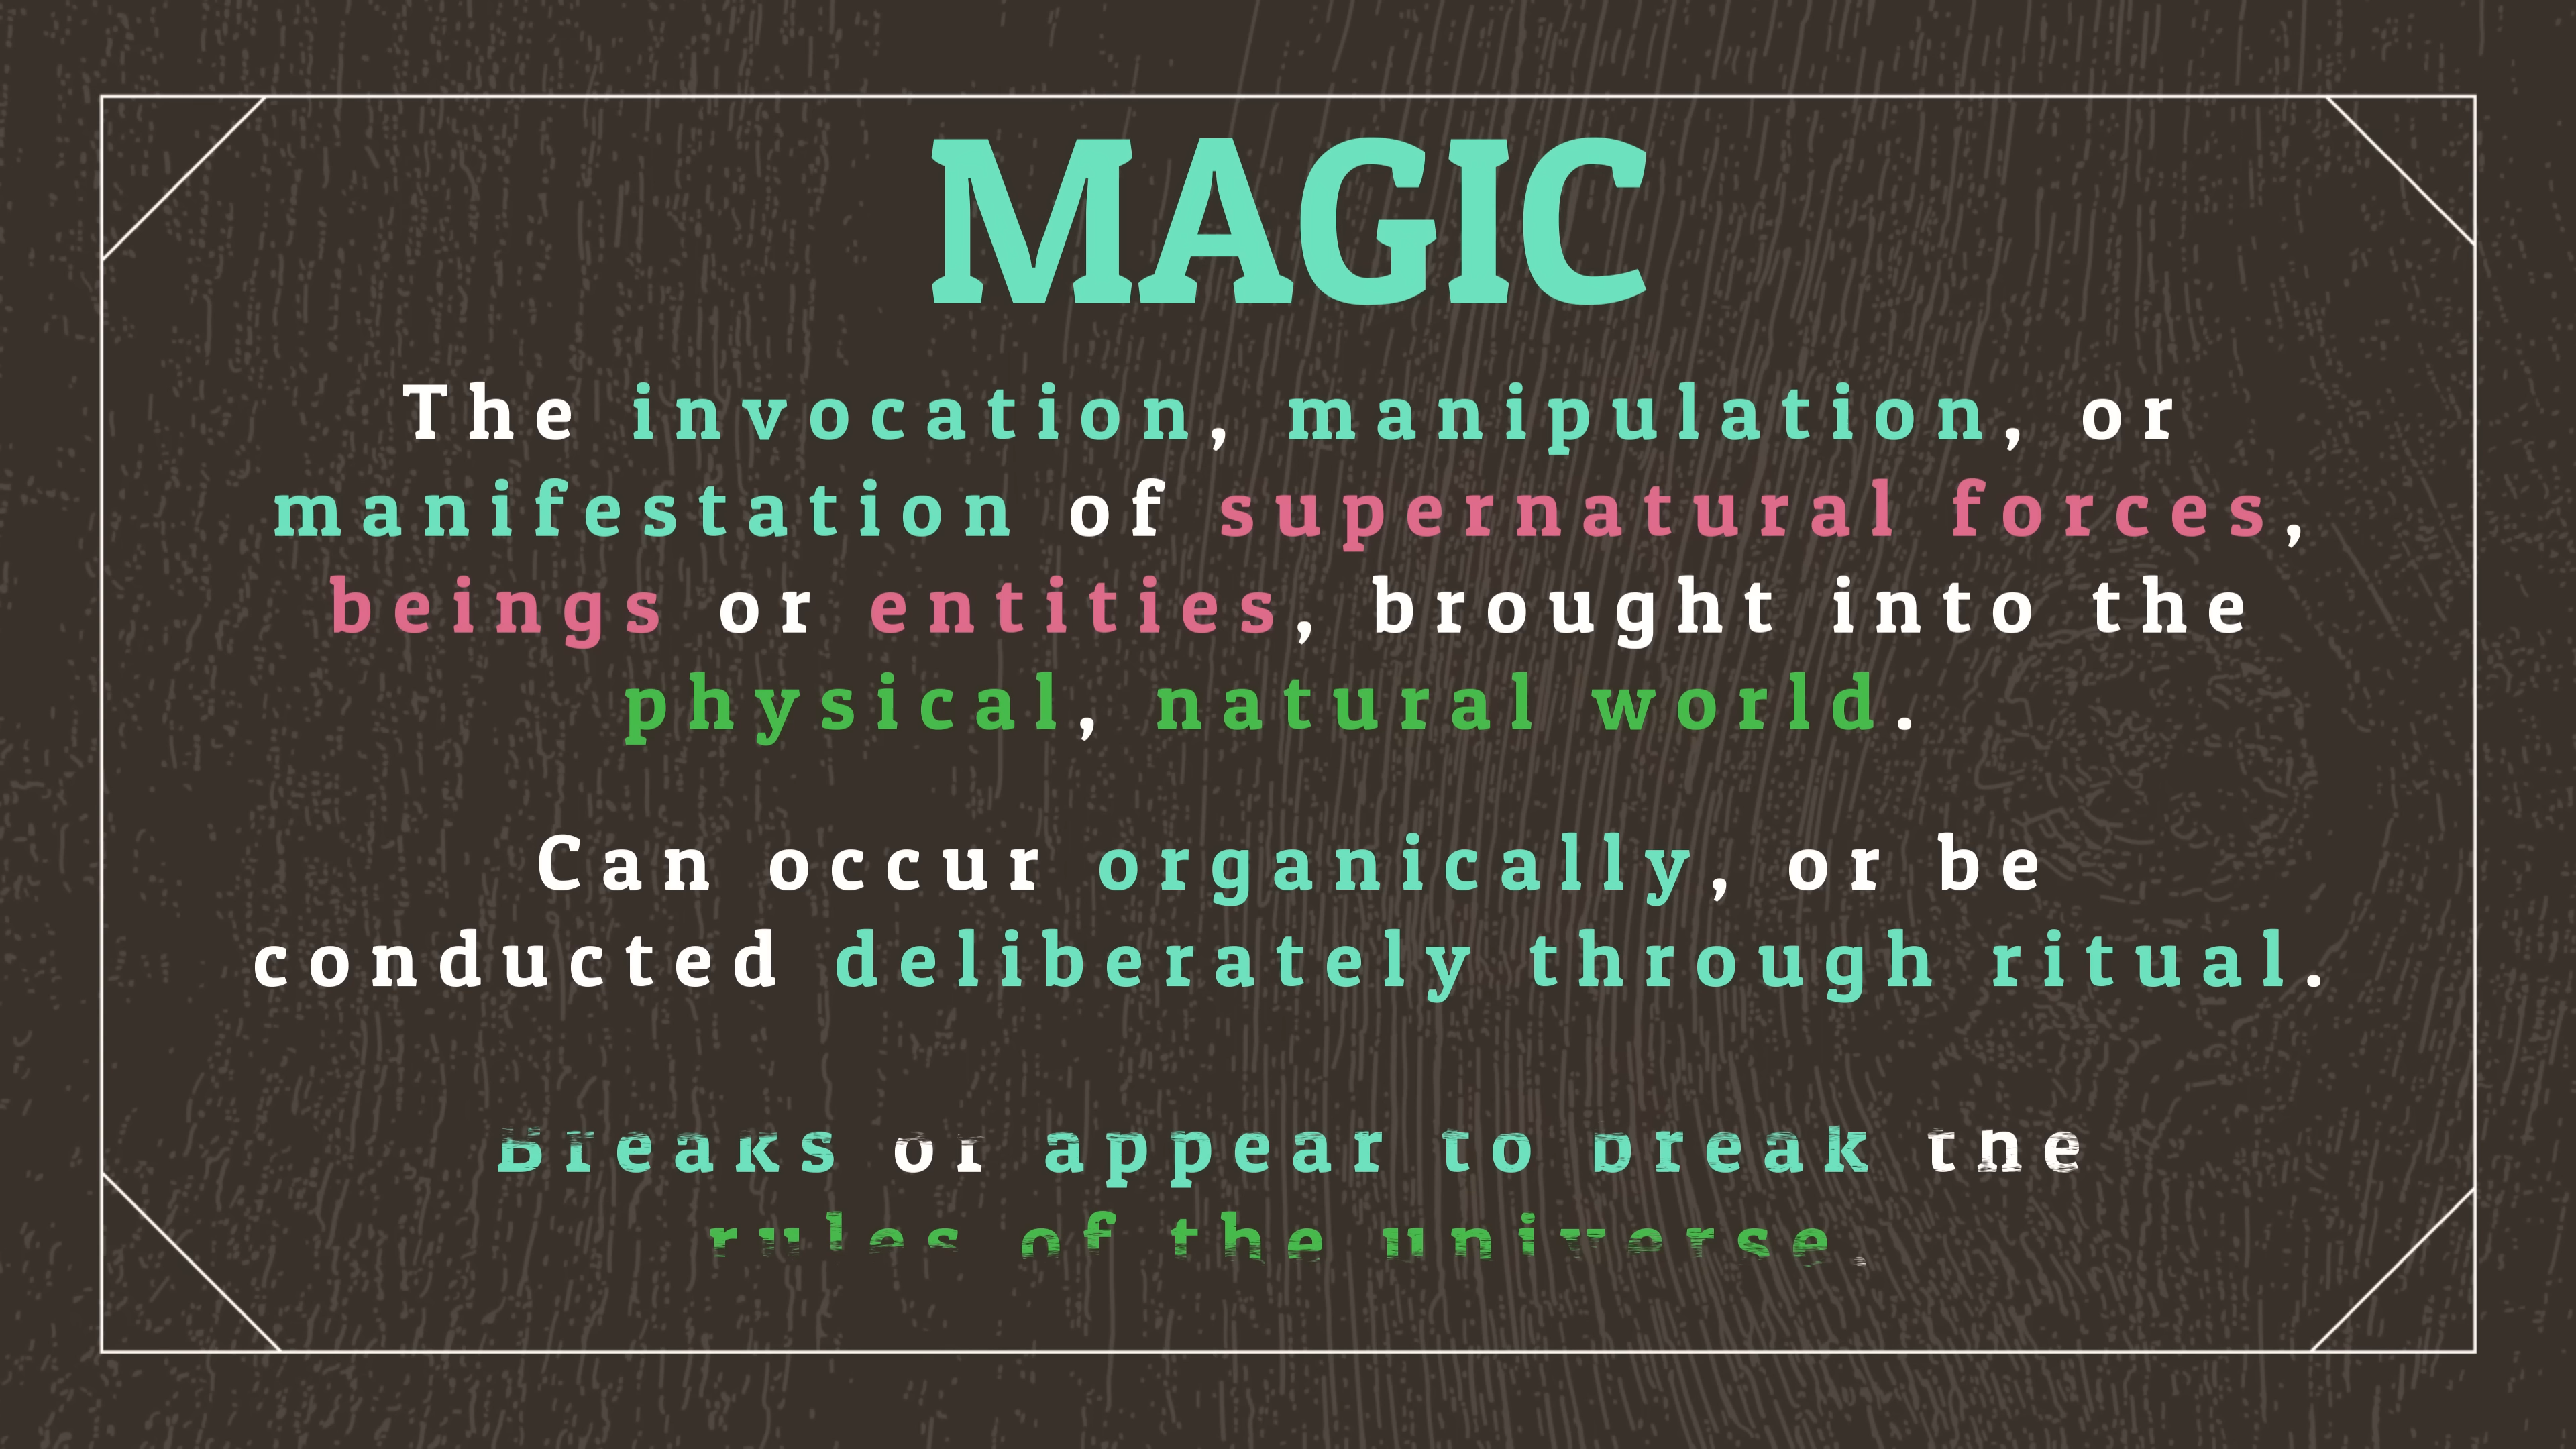 MAGIC
The invocation, manipulation, or
manifestation of supernatural forces,
beings or entities, brought into the
physical, natural world.
Can occur organically, or be
conducted deliberately through ritual.
Breaks or appear to break the
rules of the universe.